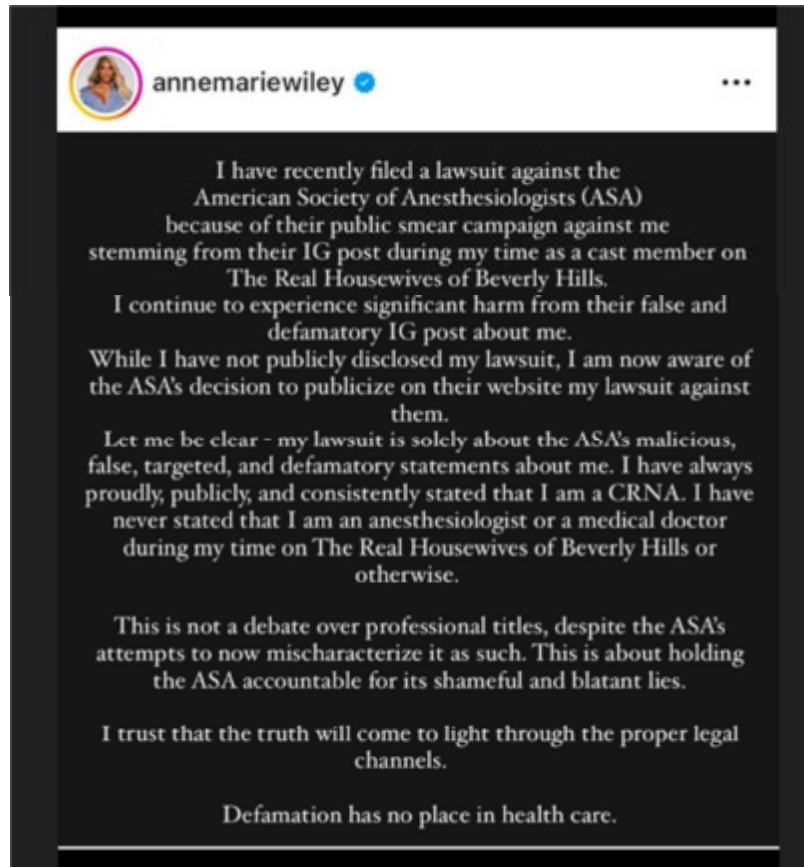 annemariewiley
I have recently filed a lawsuit against the
American Society of Anesthesiologists (ASA)
because of their public smear campaign against me
stemming from their IG post during my time as a cast member on
The Real Housewives of Beverly Hills.
I continue to experience significant harm from their false and
defamatory IG post about me.
While I have not publicly disclosed my lawsuit, I am now aware of
the ASA's decision to publicize on their website my lawsuit against
them.
Let me be clear - my lawsuit is solely about the ASA's malicious,
false, targeted, and defamatory statements about me. I have always
proudly, publicly, and consistently stated that I am a CRNA. I have
never stated that I am an anesthesiologist or a medical doctor
during my time on The Real Housewives of Beverly Hills or
otherwise.
This is not a debate over professional titles, despite the ASA's
attempts to now mischaracterize it as such. This is about holding
the ASA accountable for its shameful and blatant lies.
I trust that the truth will come to light through the proper legal
channels.
Defamation has no place in health care.